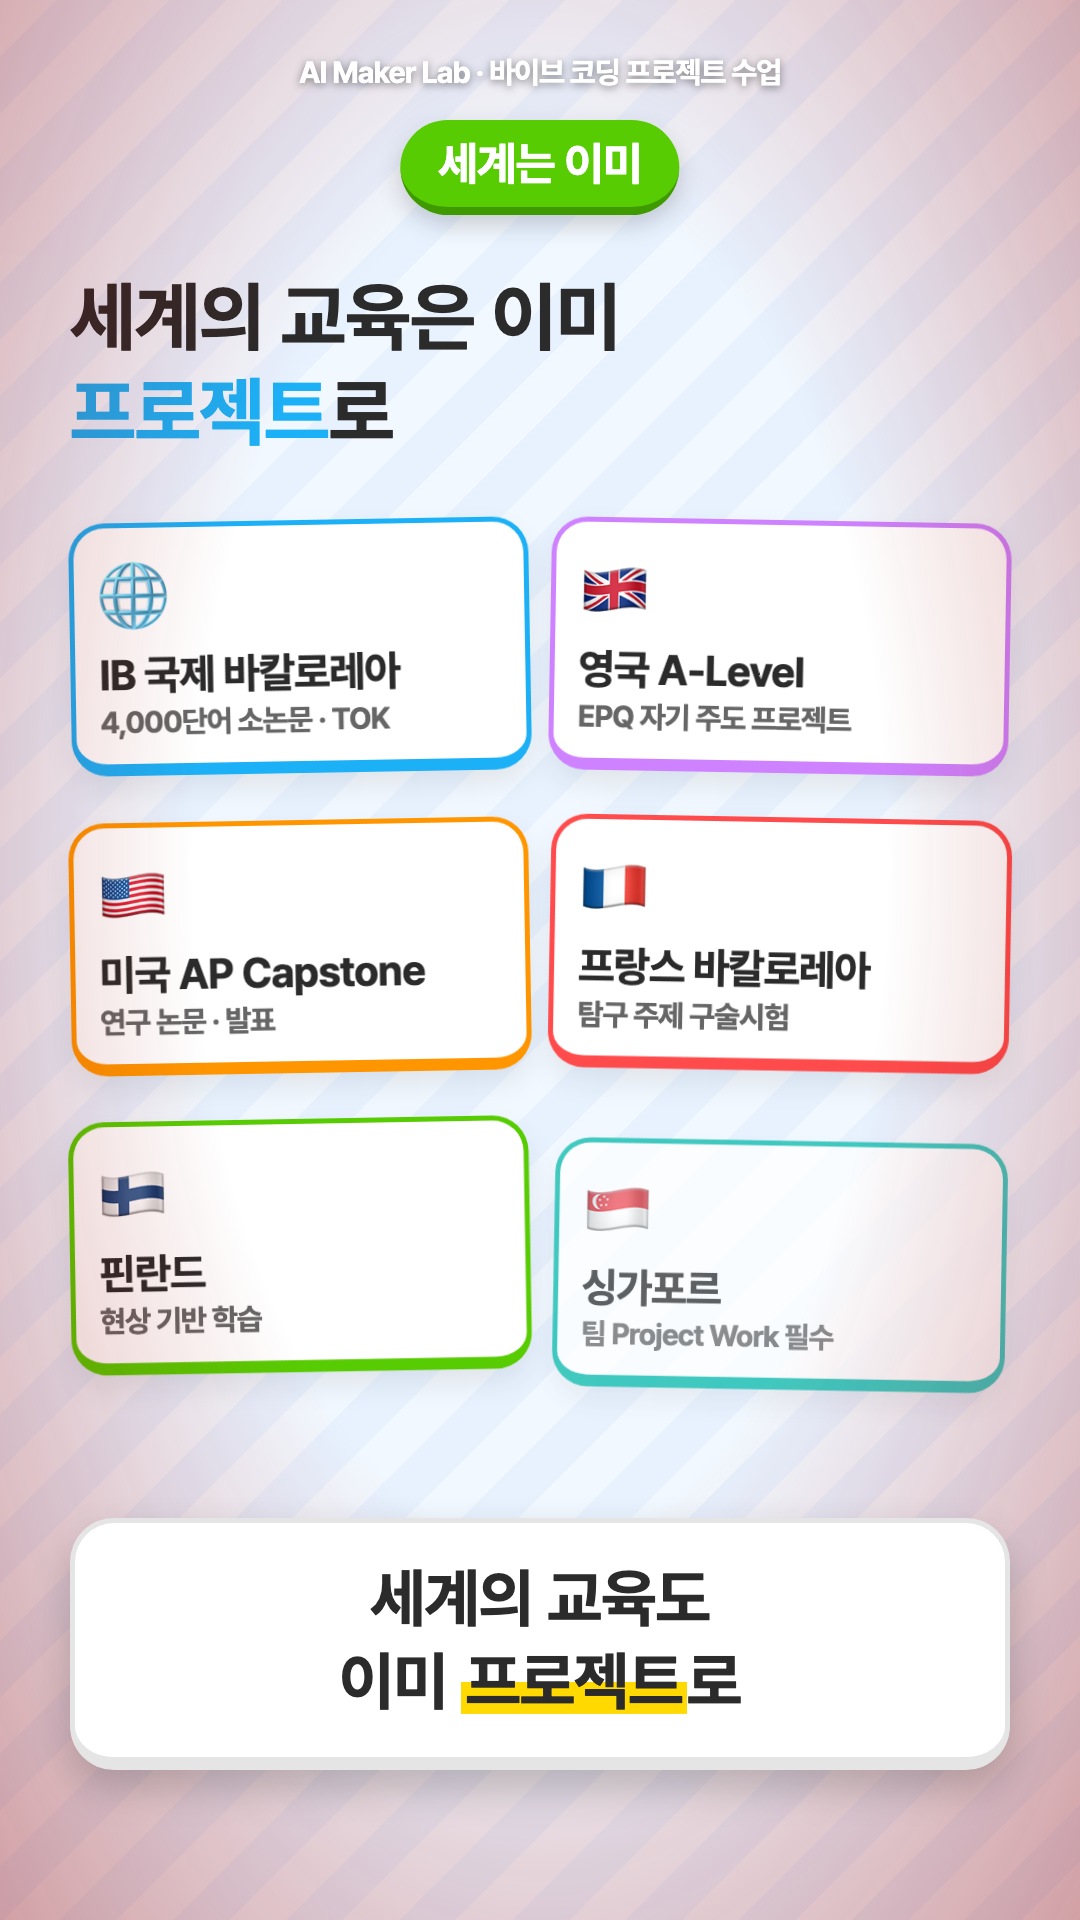 AI Maker Lab · 바이브 코딩 프로젝트 수업
세계는 이미
세계의 교육은 이미
프로젝트로
IB 국제 바칼로레아
4,000단어 소논문 · TOK
영국 A-Level
EPQ 자기 주도 프로젝트
미국 AP Capstone
연구 논문 · 발표
프랑스 바칼로레아
탐구 주제 구술시험
핀란드
현상 기반 학습
싱가포르
팀 Project Work 필수
세계의 교육도
이미 프로젝트로